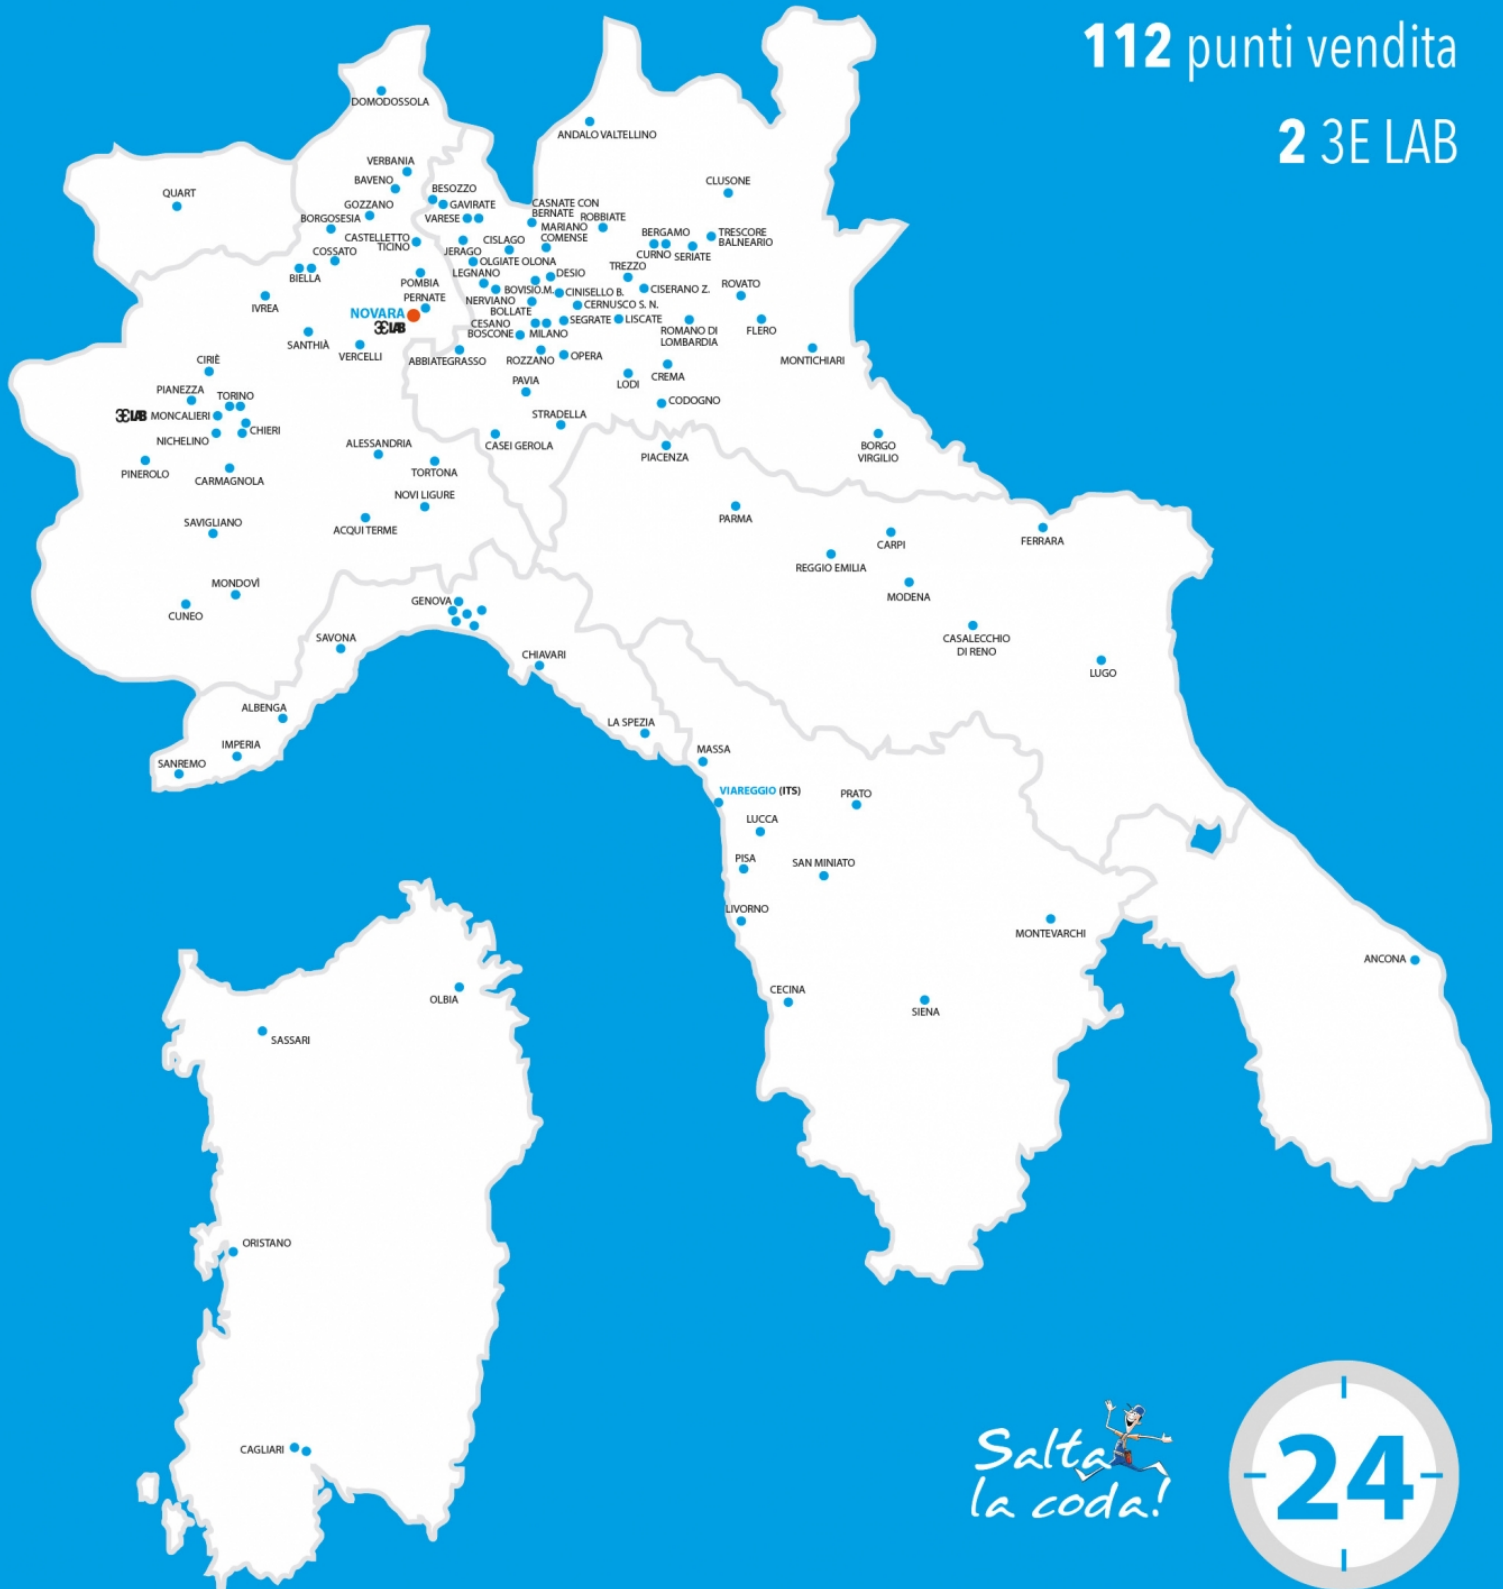 112 punti vendita
2 3E LAB
DOMODOSSOLA
ANDALO VALTELLINO
VERBANIA
BAVENO
QUART
GOZZANO
BORGOSESIA
CASTELLETTO
TICINO
COSSATO
BIELLA
POMBIA
PERNATE
IVREA
NOVARA
3E LAB
SANTHIÀ
VERCELLI
BESOZZO
GAVIRATE
VARESE
CASNATE CON
BERNATE
ROBBIATE
MARIANO
COMENSE
CLUSONE
BERGAMO
TRESCORE
BALNEARIO
CURNO
SERIATE
JERAGO
CISLAGO
OLGIATE OLONA
LEGNANO
DESIO
TREZZO
BOVISIO M.
CINISELLO B.
CISERANO Z.
ROVATO
NERVIANO
CERNUSCO S. N.
BOLLATE
CESANO
BOSCONE
MILANO
SEGRATE
LISCATE
ROMANO DI
LOMBARDIA
FLERO
ABBIATEGRASSO
ROZZANO
OPERA
MONTICHIARI
PAVIA
LODI
CREMA
CODOGNO
STRADELLA
CASEI GEROLA
BORGO
VIRGILIO
CIRIÈ
PIANEZZA
TORINO
3E LAB
MONCALIERI
CHIERI
NICHELINO
PINEROLO
CARMAGNOLA
ALESSANDRIA
TORTONA
NOVI LIGURE
ACQUI TERME
SAVIGLIANO
MONDOVÌ
CUNEO
PIACENZA
PARMA
CARPI
FERRARA
REGGIO EMILIA
MODENA
CASALECCHIO
DI RENO
LUGO
GENOVA
SAVONA
CHIAVARI
ALBENGA
IMPERIA
SANREMO
LA SPEZIA
MASSA
VIAREGGIO (ITS)
PRATO
LUCCA
PISA
SAN MINIATO
LIVORNO
MONTEVARCHI
CECINA
SIENA
ANCONA
OLBIA
SASSARI
ORISTANO
CAGLIARI
Salta
la coda!
24